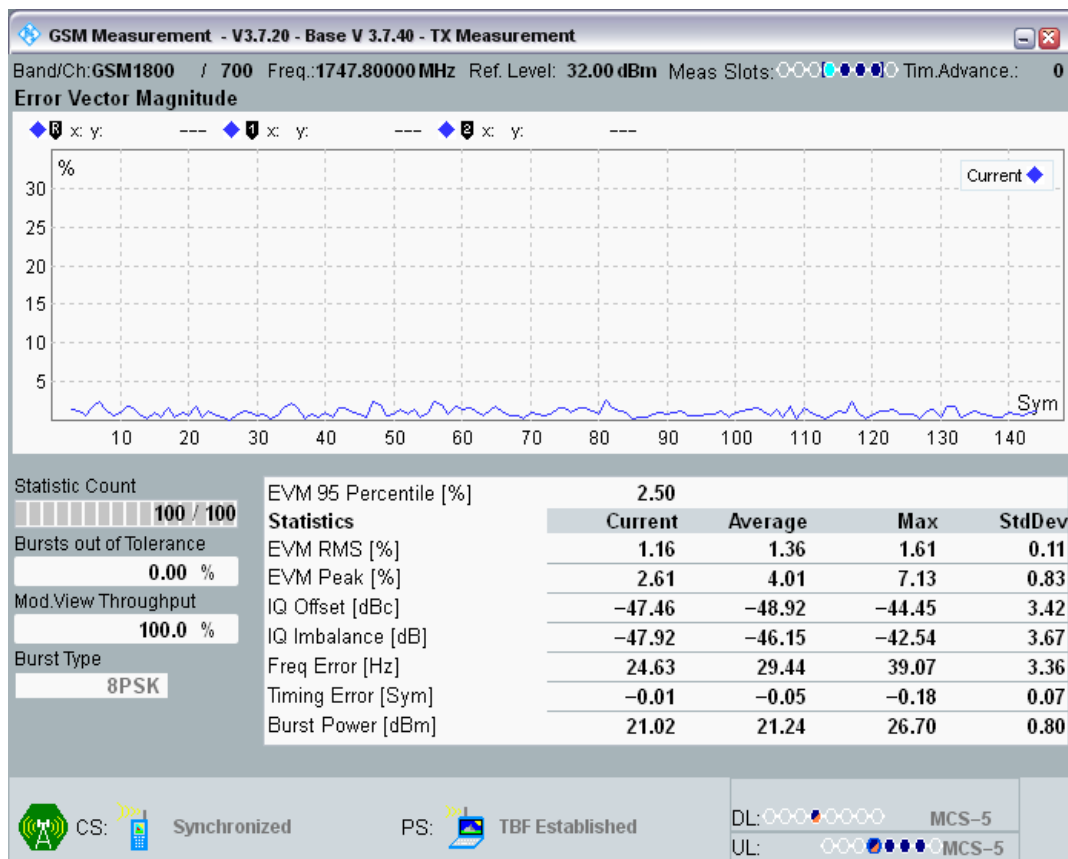 GSM Measurement - V3.7.20 - Base V 3.7.40 - TX Measurement
Band/Ch:GSM1800 / 700 Freq.:1747.80000 MHz Ref. Level: 32.00 dBm Meas Slots: Tim.Advance.: 0
Error Vector Magnitude
R x: y: --- 1 x: y: --- 2 x: y: ---
%
Current
30
25
20
15
10
5
Sym
10 20 30 40 50 60 70 80 90 100 110 120 130 140
Statistic Count
100 / 100
Bursts out of Tolerance
0.00 %
Mod.View Throughput
100.0 %
Burst Type
8PSK
EVM 95 Percentile [%] 2.50
Statistics Current Average Max StdDev
EVM RMS [%] 1.16 1.36 1.61 0.11
EVM Peak [%] 2.61 4.01 7.13 0.83
IQ Offset [dBc] −47.46 −48.92 −44.45 3.42
IQ Imbalance [dB] −47.92 −46.15 −42.54 3.67
Freq Error [Hz] 24.63 29.44 39.07 3.36
Timing Error [Sym] −0.01 −0.05 −0.18 0.07
Burst Power [dBm] 21.02 21.24 26.70 0.80
CS: Synchronized PS: TBF Established
DL: MCS−5
UL: MCS−5